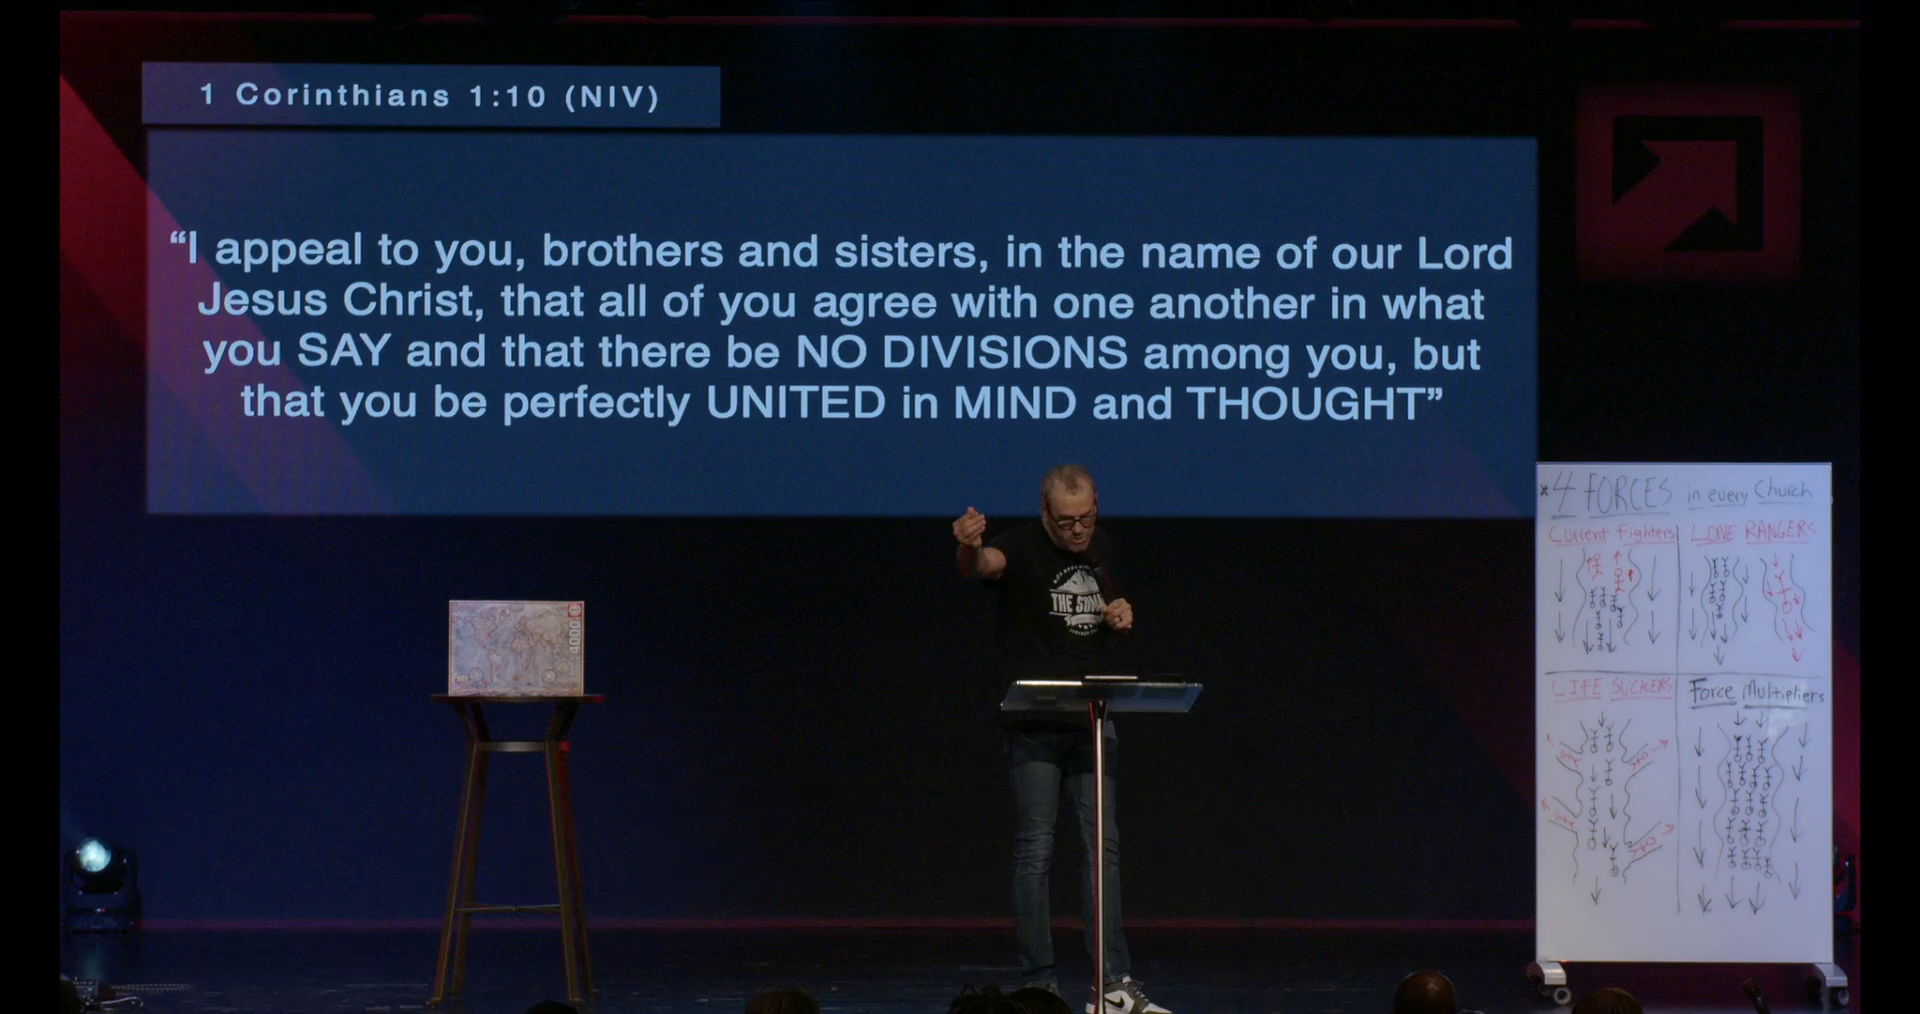 1 Corinthians 1:10 (NIV)
“I appeal to you, brothers and sisters, in the name of our Lord
Jesus Christ, that all of you agree with one another in what
you SAY and that there be NO DIVISIONS among you, but
that you be perfectly UNITED in MIND and THOUGHT”
THE
4000
*4 FORCES in every Church
Current Fighters
LONE RANGERS
LIFE SUCKERS
Force Multipliers